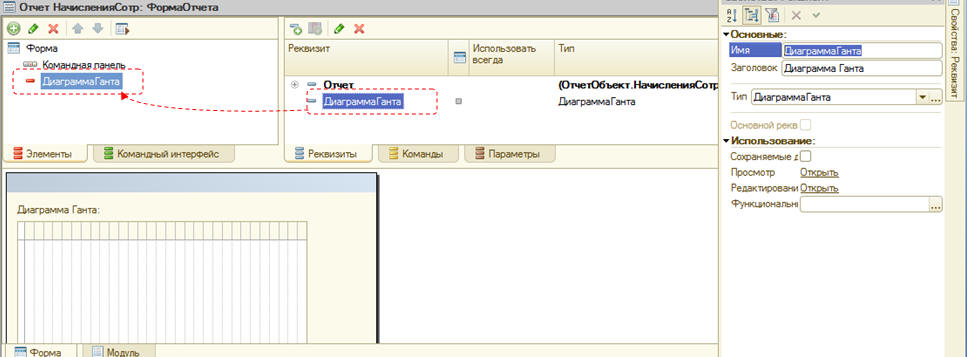 Отчет НачисленияСотр: ФормаОтчета
Форма
Командная панель
ДиаграммаГанта
Элементы
Командный интерфейс
Реквизит
Использовать всегда
Тип
Отчет
(ОтчетОбъект.НачисленияСотр
ДиаграммаГанта
ДиаграммаГанта
Реквизиты
Команды
Параметры
Диаграмма Ганта:
Форма
Модуль
Основные:
Имя
ДиаграммаГанта
Заголовок
Диаграмма Ганта
Тип
ДиаграммаГанта
Основной рекв
Использование:
Сохраняемые д
Просмотр
Открыть
Редактировани
Открыть
Функциональн
Свойства: Реквизит